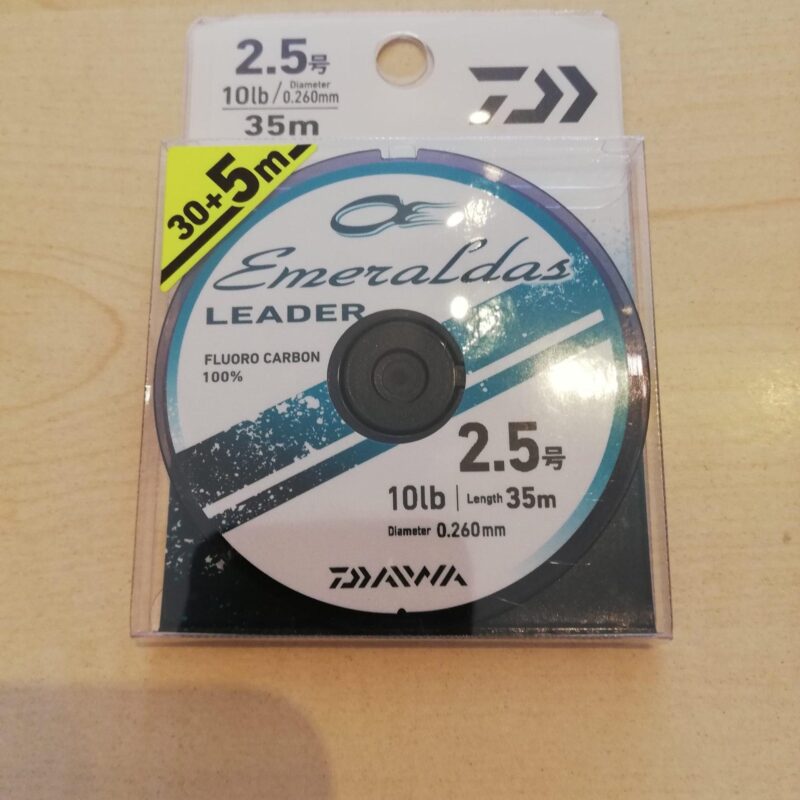 2.5号
10lb/Diameter 0.260mm
35m
30+5m
Emeraldas
LEADER
FLUORO CARBON
100%
2.5号
10lb | Length 35m
Diameter 0.260mm
DAIWA